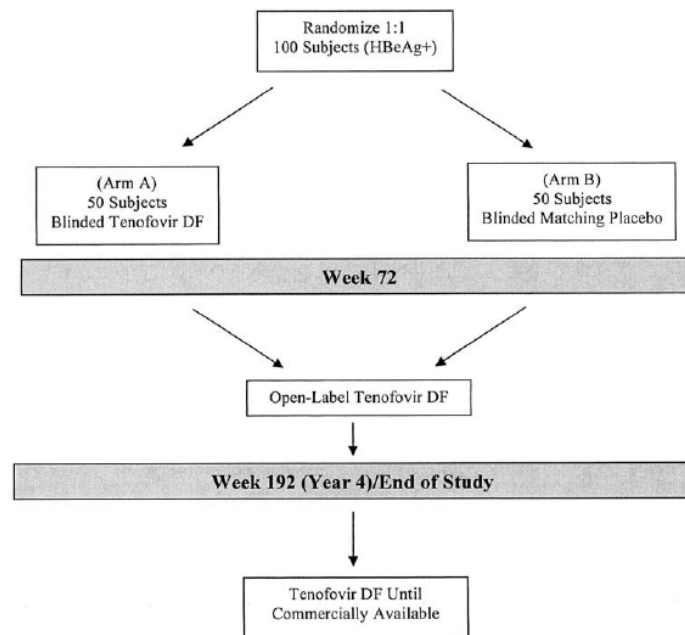 Randomize 1:1
100 Subjects (HBeAg+)
(Arm A)
50 Subjects
Blinded Tenofovir DF
(Arm B)
50 Subjects
Blinded Matching Placebo
Week 72
Open-Label Tenofovir DF
Week 192 (Year 4)/End of Study
Tenofovir DF Until
Commercially Available